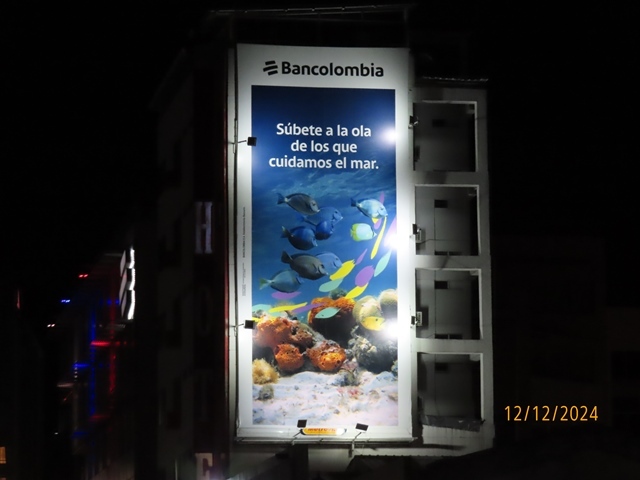 Bancolombia
Súbete a la ola
de los que
cuidamos el mar.
12/12/2024